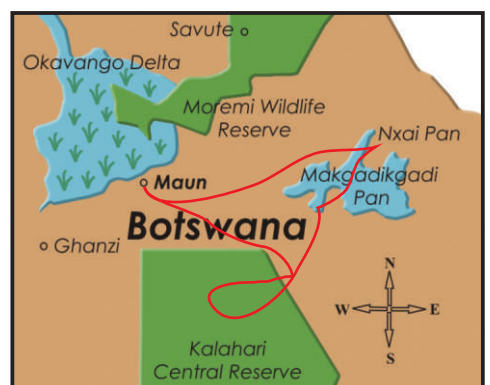 Savute
Okavango Delta
Moremi Wildlife
Reserve
Nxai Pan
Makgadikgadi
Pan
Maun
Botswana
Ghanzi
N
W E
S
Kalahari
Central Reserve